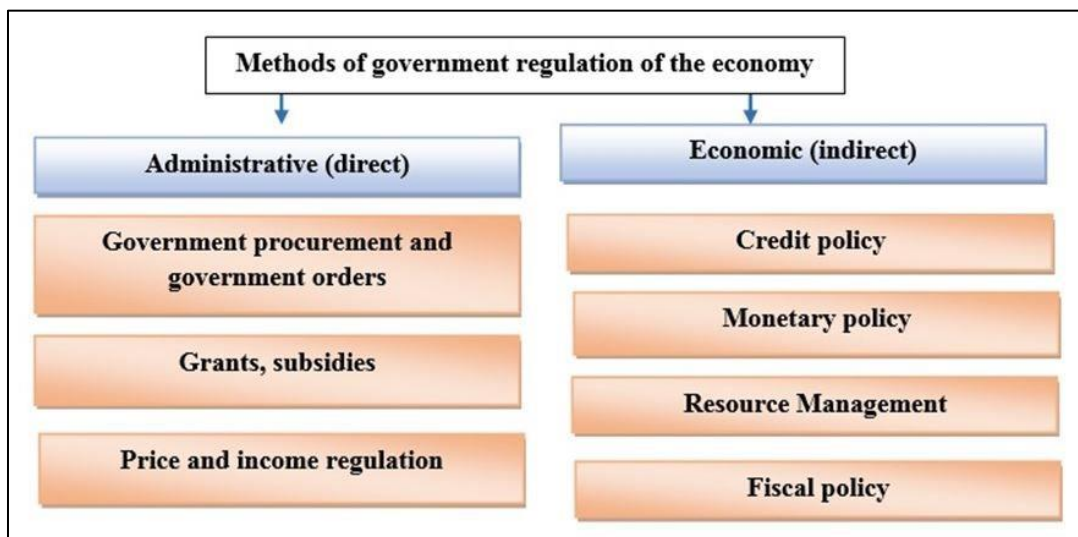 Methods of government regulation of the economy
Administrative (direct)
Government procurement and
government orders
Grants, subsidies
Price and income regulation
Economic (indirect)
Credit policy
Monetary policy
Resource Management
Fiscal policy